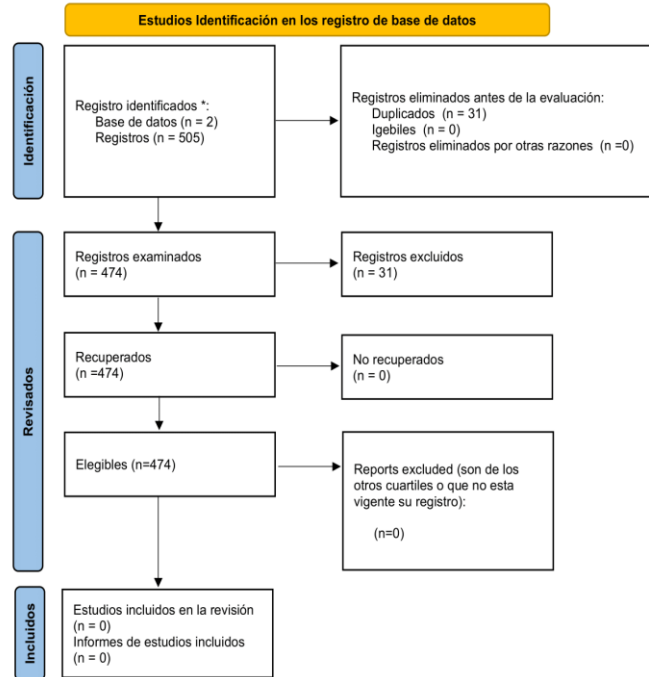 Estudios Identificación en los registro de base de datos
Identificación
Registro identificados *:
Base de datos (n = 2)
Registros (n = 505)
Registros eliminados antes de la evaluación:
Duplicados (n = 31)
Igebiles (n = 0)
Registros eliminados por otras razones (n =0)
Revisados
Registros examinados
(n = 474)
Registros excluidos
(n = 31)
Recuperados
(n =474)
No recuperados
(n = 0)
Elegibles (n=474)
Reports excluded (son de los
otros cuartiles o que no esta
vigente su registro):
(n=0)
Incluidos
Estudios incluidos en la revisión
(n = 0)
Informes de estudios incluidos
(n = 0)